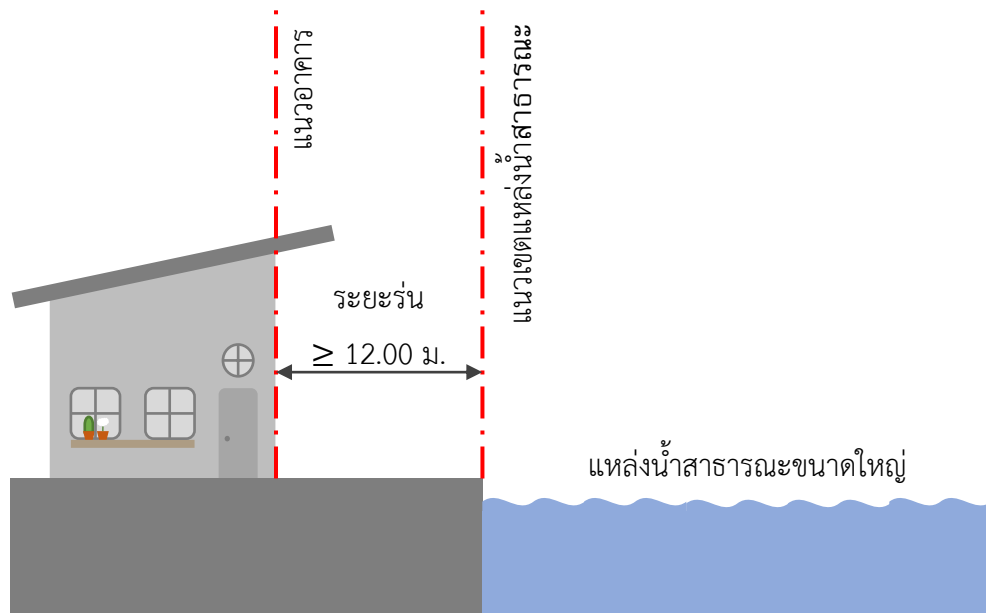 แนวอาคาร
แนวเขตแหล่งน้ำสาธารณะ
ระยะร่น
≥ 12.00 ม.
แหล่งน้ำสาธารณะขนาดใหญ่